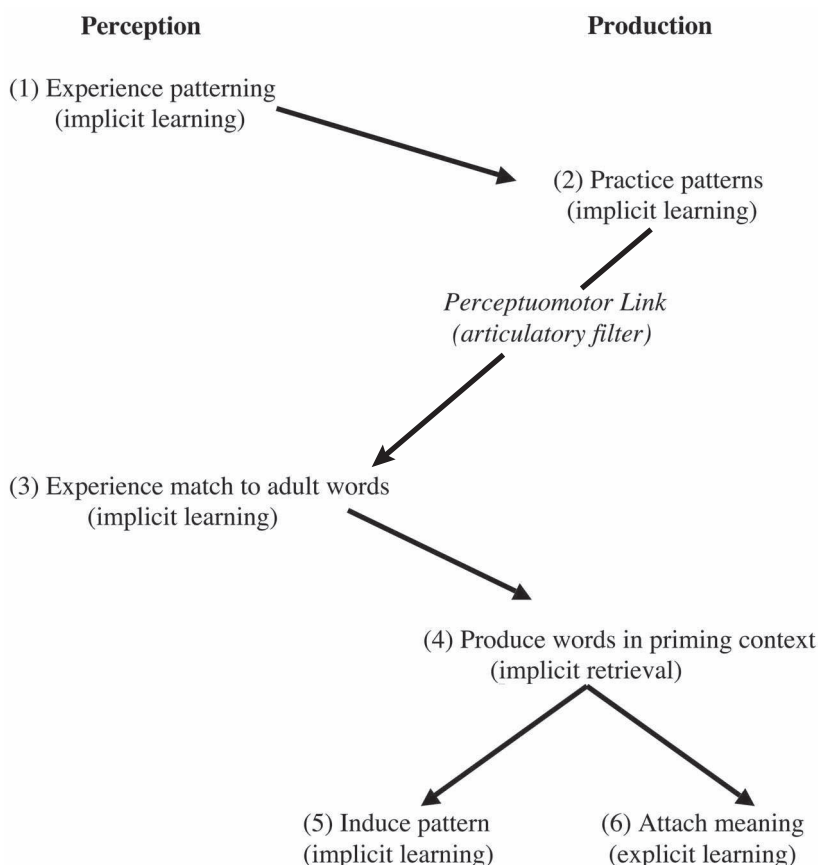 Perception Production
(1) Experience patterning
(implicit learning)
(2) Practice patterns
(implicit learning)
Perceptuomotor Link
(articulatory filter)
(3) Experience match to adult words
(implicit learning)
(4) Produce words in priming context
(implicit retrieval)
(5) Induce pattern (6) Attach meaning
(implicit learning) (explicit learning)